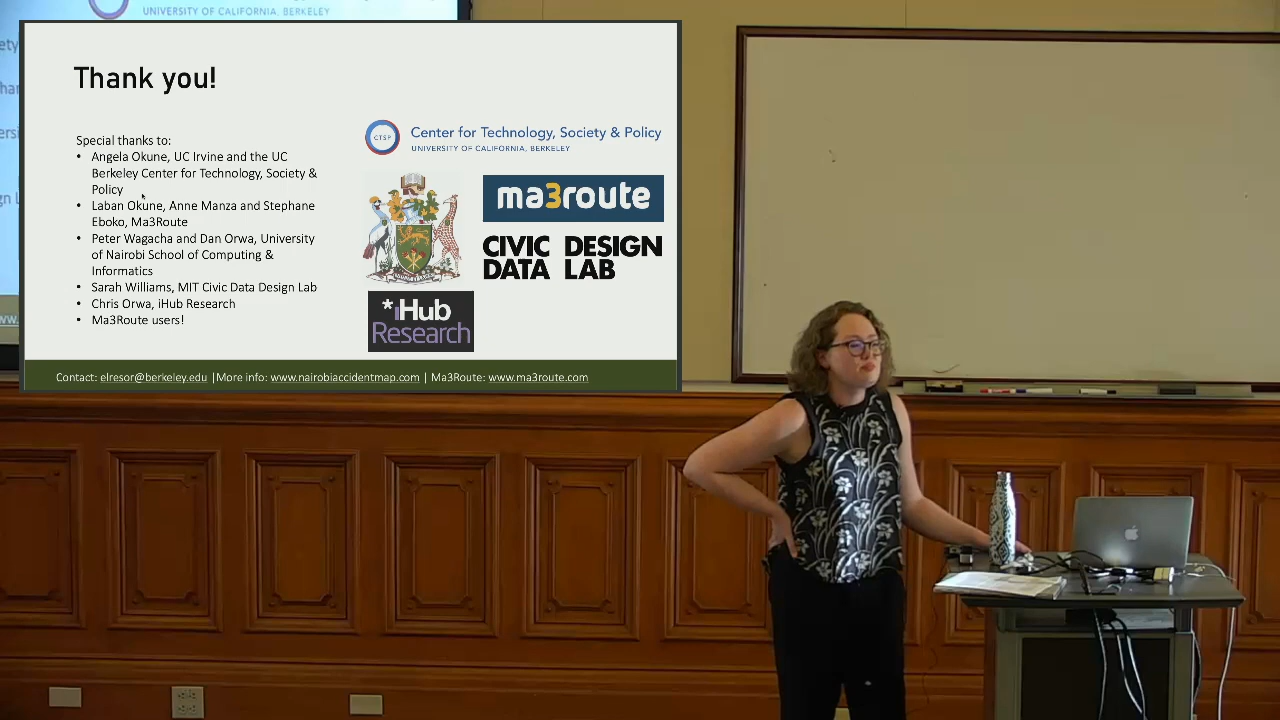 UNIVERSITY OF CALIFORNIA, BERKELEY
Thank you!
Special thanks to:
• Angela Okune, UC Irvine and the UC
Berkeley Center for Technology, Society &
Policy
• Laban Okune, Anne Manza and Stephane
Eboko, Ma3Route
• Peter Wagacha and Dan Orwa, University
of Nairobi School of Computing &
Informatics
• Sarah Williams, MIT Civic Data Design Lab
• Chris Orwa, iHub Research
• Ma3Route users!
CTSP
Center for Technology, Society & Policy
UNIVERSITY OF CALIFORNIA, BERKELEY
ma3route
CIVIC DESIGN
DATA LAB
*iHub
Research
Contact: elresor@berkeley.edu |More info: www.nairobiaccidentmap.com | Ma3Route: www.ma3route.com